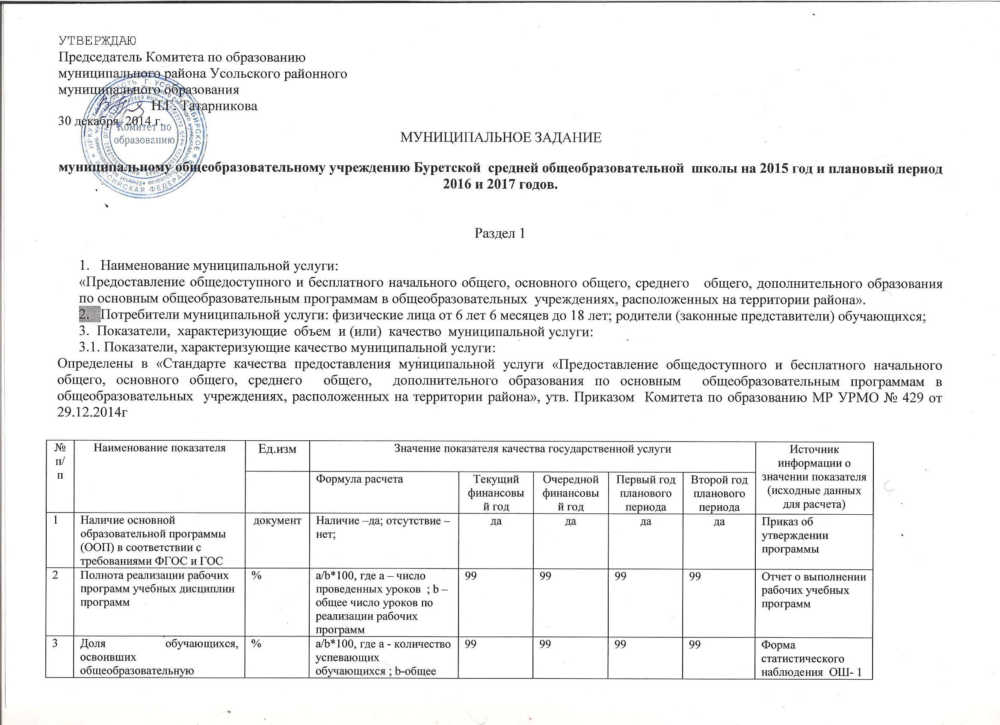 УТВЕРЖДАЮ
Председатель Комитета по образованию
муниципального района Усольского районного
муниципального образования
Н.Г. Татарникова
30 декабря 2014 г.
Комитет по
образованию
МУНИЦИПАЛЬНОЕ ЗАДАНИЕ
муниципальному общеобразовательному учреждению Буретской средней общеобразовательной школы на 2015 год и плановый период
2016 и 2017 годов.
Раздел 1
1. Наименование муниципальной услуги:
«Предоставление общедоступного и бесплатного начального общего, основного общего, среднего общего, дополнительного образования
по основным общеобразовательным программам в общеобразовательных учреждениях, расположенных на территории района».
2. Потребители муниципальной услуги: физические лица от 6 лет 6 месяцев до 18 лет; родители (законные представители) обучающихся;
3. Показатели, характеризующие объем и (или) качество муниципальной услуги:
3.1. Показатели, характеризующие качество муниципальной услуги:
Определены в «Стандарте качества предоставления муниципальной услуги «Предоставление общедоступного и бесплатного начального
общего, основного общего, среднего общего, дополнительного образования по основным общеобразовательным программам в
общеобразовательных учреждениях, расположенных на территории района», утв. Приказом Комитета по образованию МР УРМО № 429 от
29.12.2014г
№
п/
п
Наименование показателя
Ед.изм
Значение показателя качества государственной услуги
Источник
информации о
значении показателя
(исходные данных
для расчета)
Формула расчета
Текущий
финансовы
й год
Очередной
финансовы
й год
Первый год
планового
периода
Второй год
планового
периода
1
Наличие основной
образовательной программы
(ООП) в соответствии с
требованиями ФГОС и ГОС
документ
Наличие –да; отсутствие –
нет;
да
да
да
да
Приказ об
утверждении
программы
2
Полнота реализации рабочих
программ учебных дисциплин
программ
%
a/b*100, где a – число
проведенных уроков ; b –
общее число уроков по
реализации рабочих
программ
99
99
99
99
Отчет о выполнении
рабочих учебных
программ
3
Доля обучающихся,
освоивших
общеобразовательную
%
a/b*100, где a - количество
успевающих
обучающихся ; b-общее
99
99
99
99
Форма
статистического
наблюдения ОШ- 1